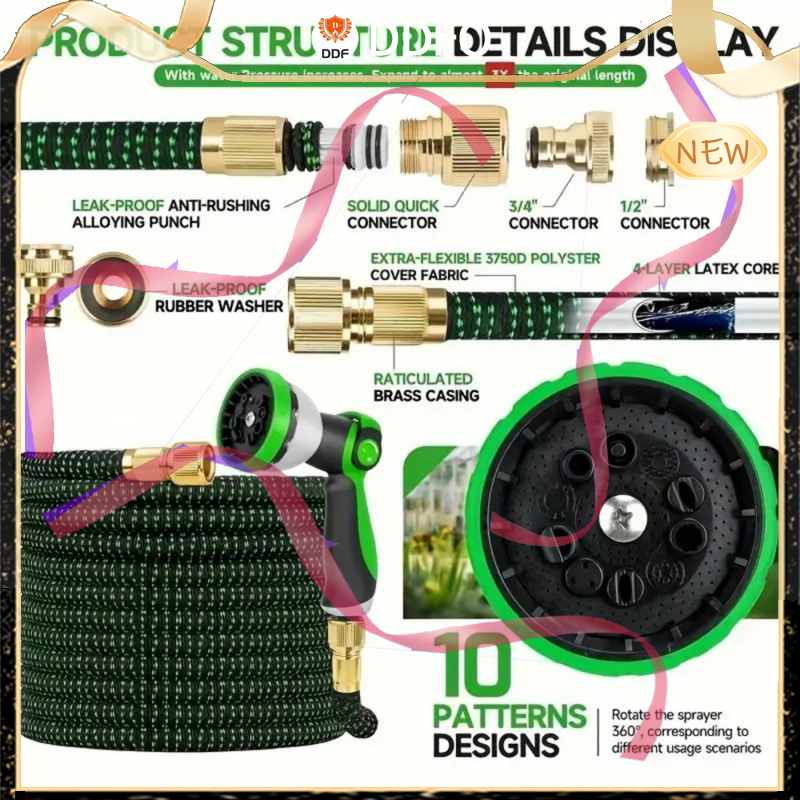 PRODUCT STRUCTURE DETAILS DISPLAY
DDF
With water Pressure increases, Expand to almost 3X the original length
NEW
LEAK-PROOF ANTI-RUSHING
ALLOYING PUNCH
SOLID QUICK
CONNECTOR
3/4"
CONNECTOR
1/2"
CONNECTOR
EXTRA-FLEXIBLE 3750D POLYSTER
COVER FABRIC
4-LAYER LATEX CORE
LEAK-PROOF
RUBBER WASHER
RATICULATED
BRASS CASING
10
PATTERNS
DESIGNS
Rotate the sprayer
360°, corresponding to
different usage scenarios